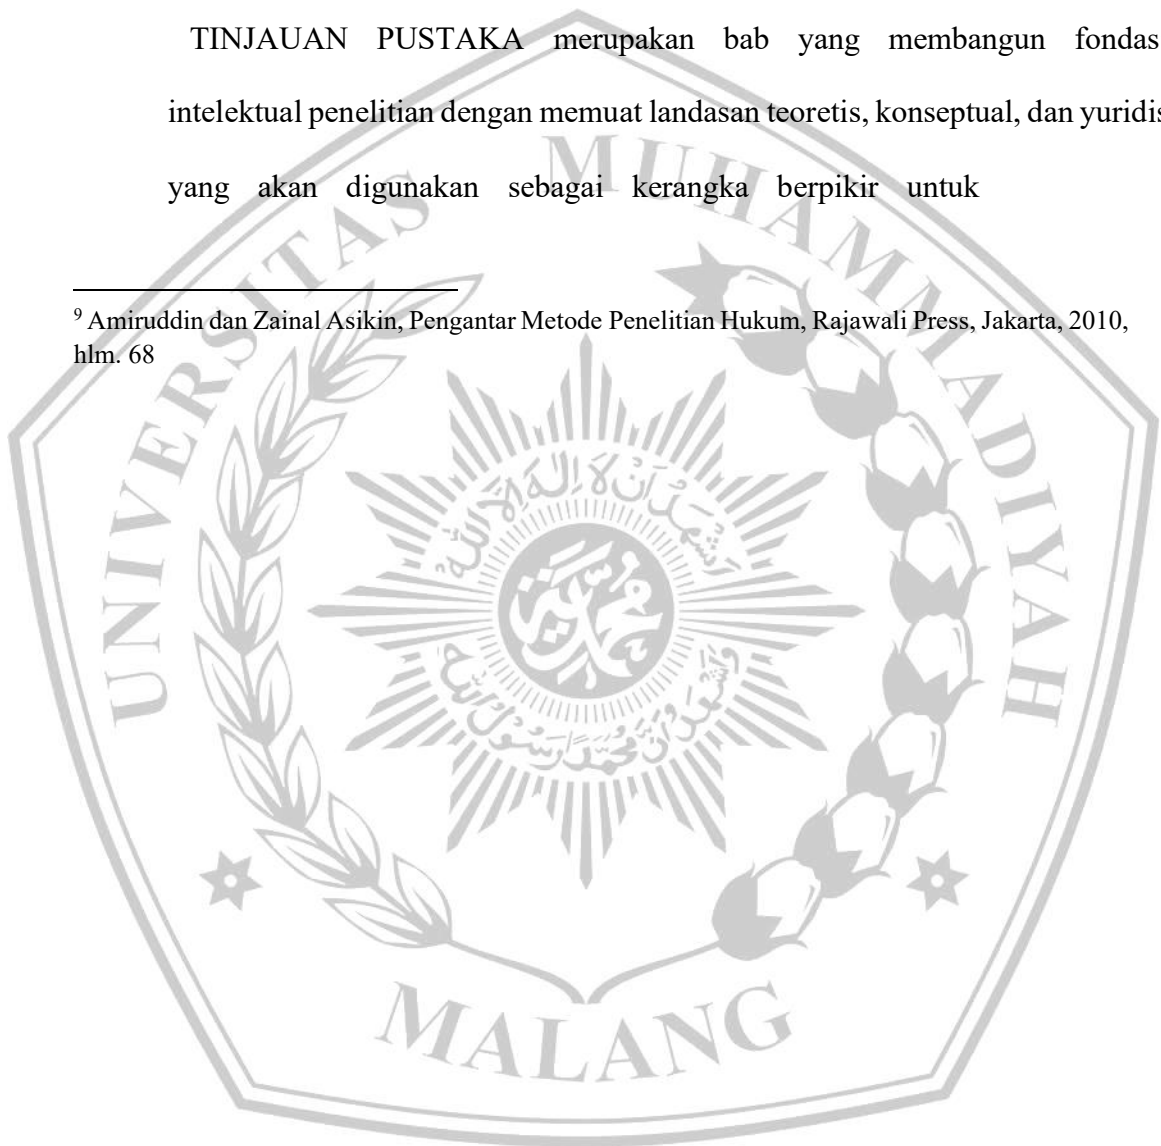 TINJAUAN PUSTAKA merupakan bab yang membangun fondas
intelektual penelitian dengan memuat landasan teoretis, konseptual, dan yuridis
yang akan digunakan sebagai kerangka berpikir untuk
9 Amiruddin dan Zainal Asikin, Pengantar Metode Penelitian Hukum, Rajawali Press, Jakarta, 2010,
hlm. 68
UNIVERSITAS MUHAMMADIYAH
MALANG